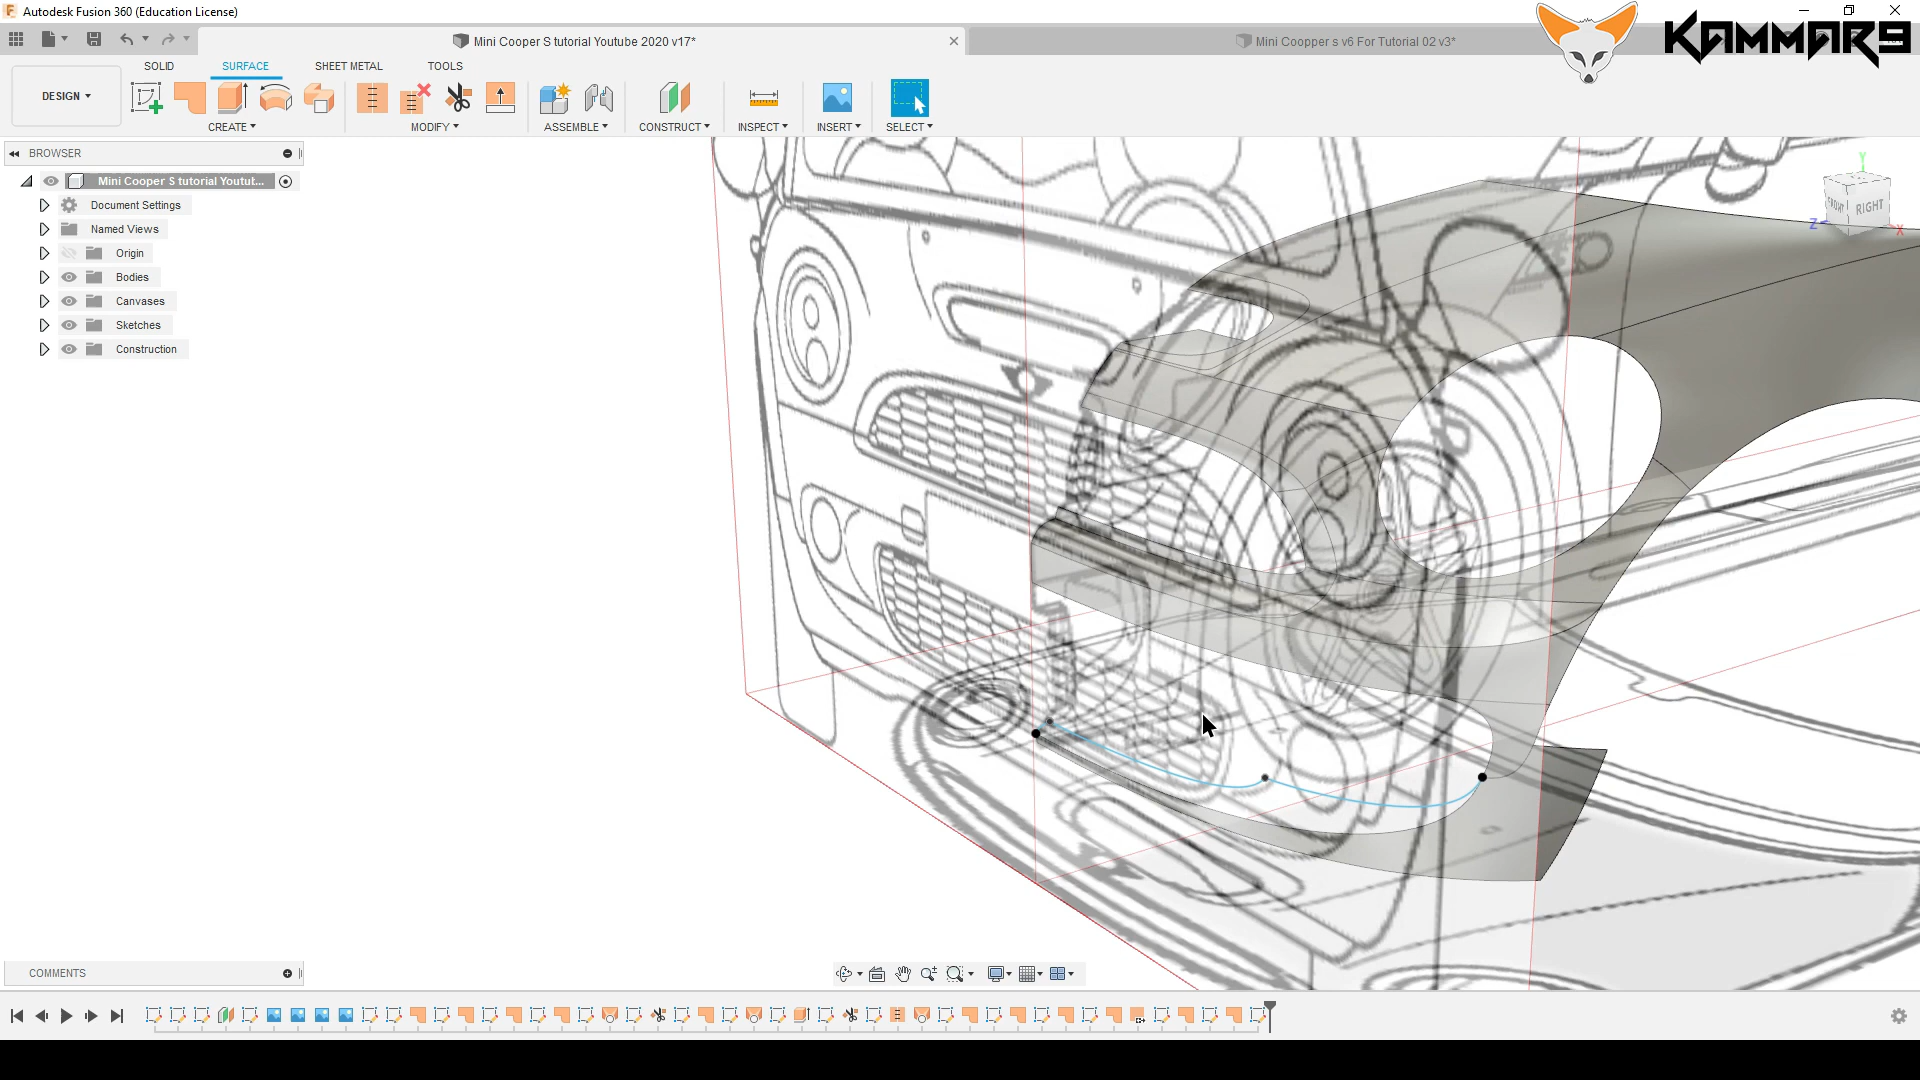 Autodesk Fusion 360 (Education License)
KAMMAR9
Mini Cooper S tutorial Youtube 2020 v17*
Mini Coopper s v6 For Tutorial 02 v3*
SOLID
SURFACE
SHEET METAL
TOOLS
DESIGN
CREATE
MODIFY
ASSEMBLE
CONSTRUCT
INSPECT
INSERT
SELECT
BROWSER
Mini Cooper S tutorial Youtut...
Document Settings
Named Views
Origin
Bodies
Canvases
Sketches
Construction
Y
FRONT
RIGHT
Z
X
COMMENTS